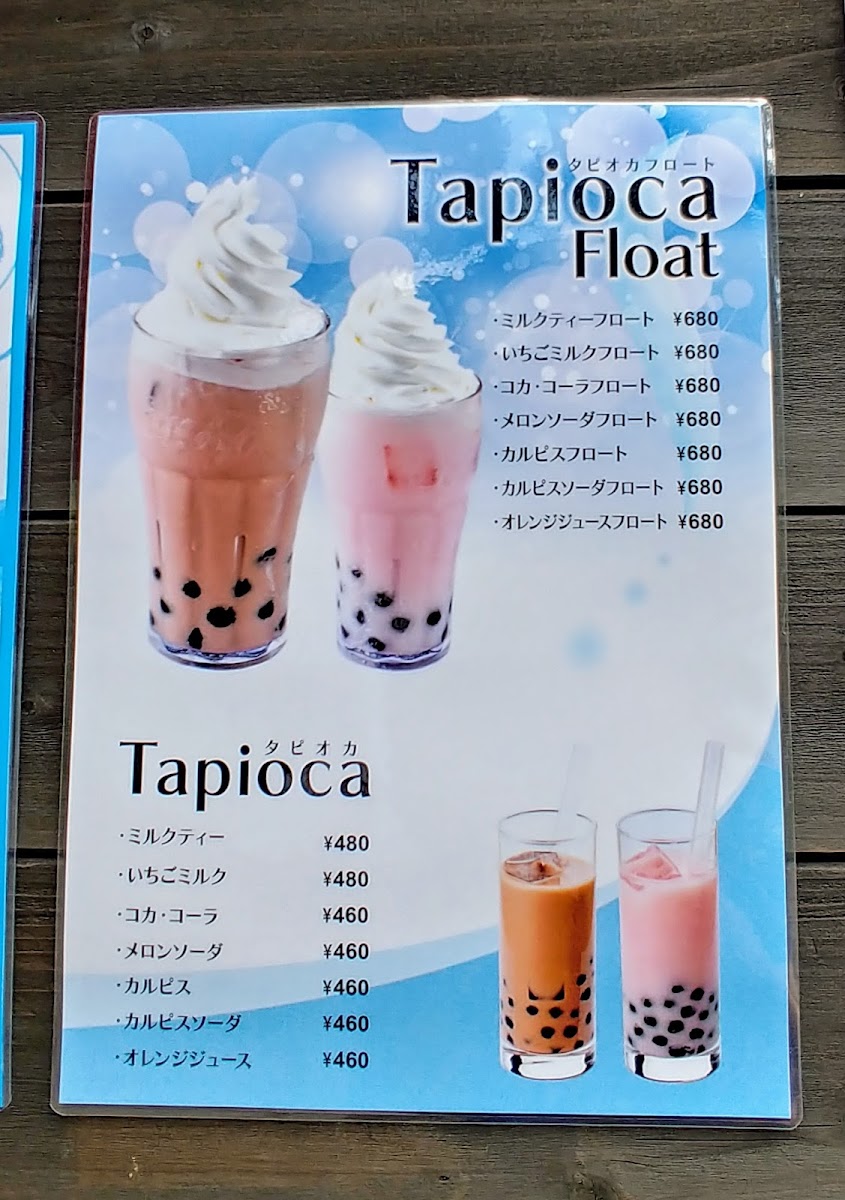 タピオカフロート
Tapioca
Float
・ミルクティーフロート ¥680
・いちごミルクフロート ¥680
・コカ・コーラフロート ¥680
・メロンソーダフロート ¥680
・カルピスフロート ¥680
・カルピスソーダフロート ¥680
・オレンジジュースフロート ¥680
タピオカ
Tapioca
・ミルクティー ¥480
・いちごミルク ¥480
・コカ・コーラ ¥460
・メロンソーダ ¥460
・カルピス ¥460
・カルピスソーダ ¥460
・オレンジジュース ¥460